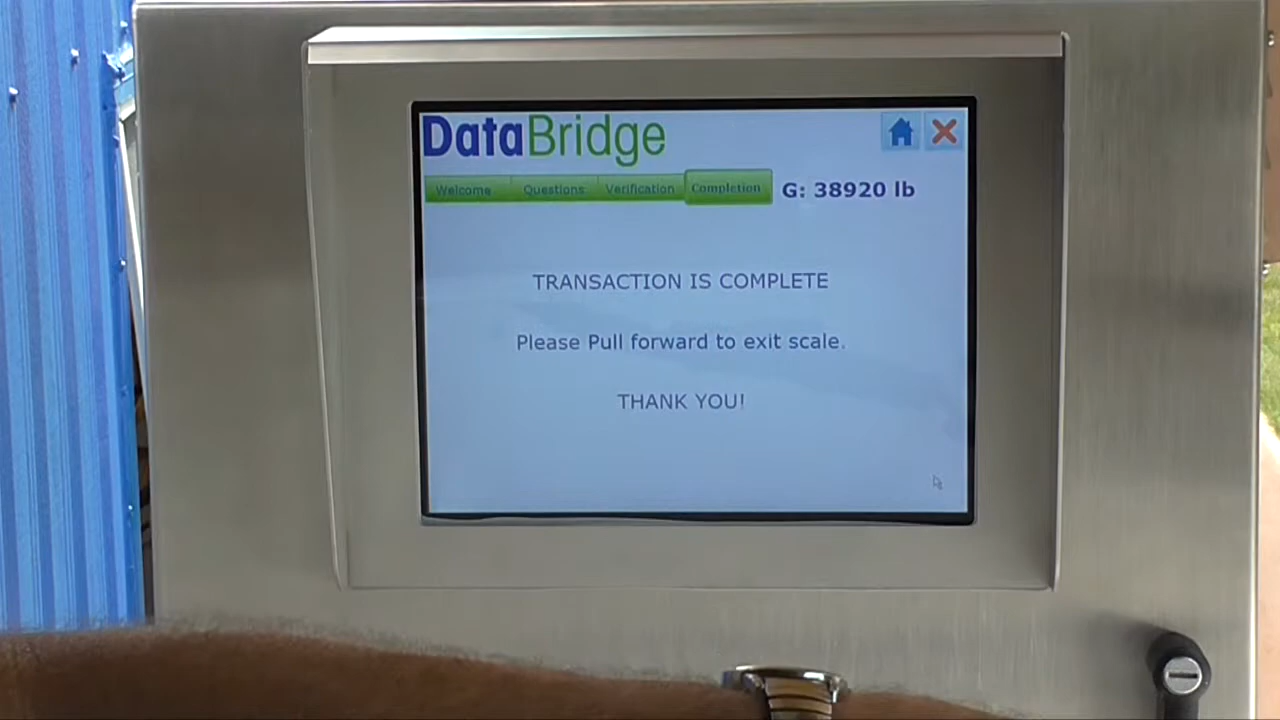 DataBridge
Welcome Questions Verification Completion G: 38920 lb
TRANSACTION IS COMPLETE
Please Pull forward to exit scale.
THANK YOU!